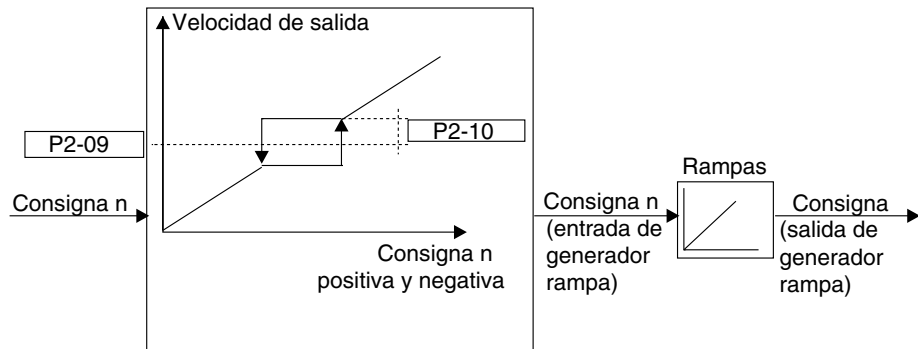 Velocidad de salida
P2-09
P2-10
Consigna n
Consigna n
positiva y negativa
Consigna n
(entrada de
generador
rampa)
Rampas
Consigna
(salida de
generador
rampa)